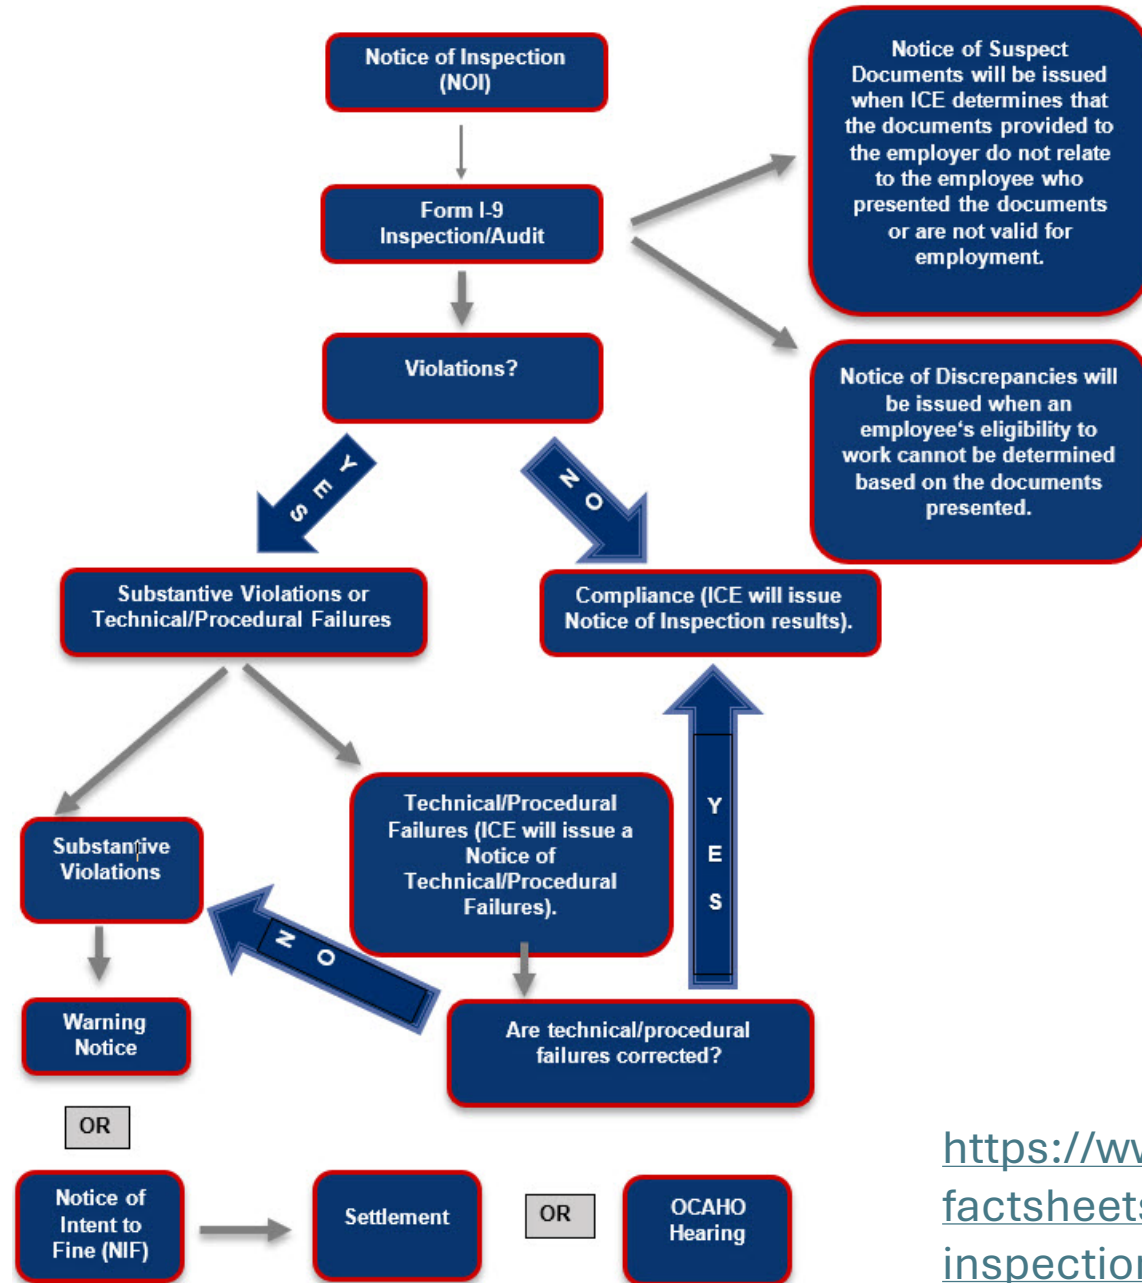 Notice of Inspection
(NOI)
Notice of Suspect
Documents will be issued
when ICE determines that
the documents provided to
the employer do not relate
to the employee who
presented the documents
or are not valid for
employment.
Form I-9
Inspection/Audit
Violations?
Notice of Discrepancies will
be issued when an
employee‘s eligibility to
work cannot be determined
based on the documents
presented.
YES
NO
Substantive Violations or
Technical/Procedural Failures
Compliance (ICE will issue
Notice of Inspection results).
Substantive
Violations
Technical/Procedural
Failures (ICE will issue a
Notice of
Technical/Procedural
Failures).
YES
NO
Warning
Notice
Are technical/procedural
failures corrected?
OR
Notice of
Intent to
Fine (NIF)
Settlement
OR
OCAHO
Hearing
https://w
factsheets
inspection